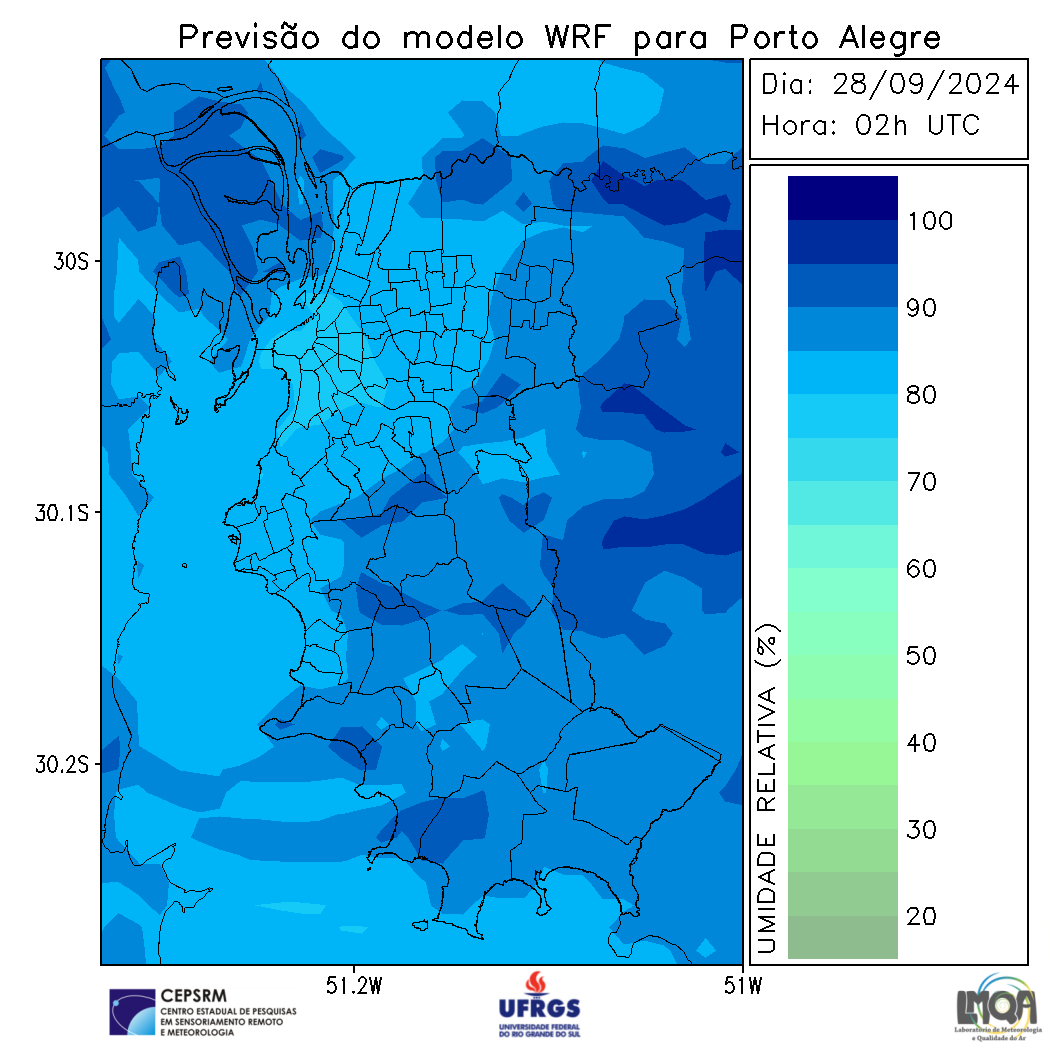 Previsão do modelo WRF para Porto Alegre
Dia: 28/09/2024
Hora: 02h UTC
30S
30.1S
30.2S
51.2W
51W
UMIDADE RELATIVA (%)
100
90
80
70
60
50
40
30
20
CEPSRM
CENTRO ESTADUAL DE PESQUISAS
EM SENSORIAMENTO REMOTO
E METEOROLOGIA
UFRGS
UNIVERSIDADE FEDERAL
DO RIO GRANDE DO SUL
LMQA
Laboratório de Meteorologia
e Qualidade do Ar